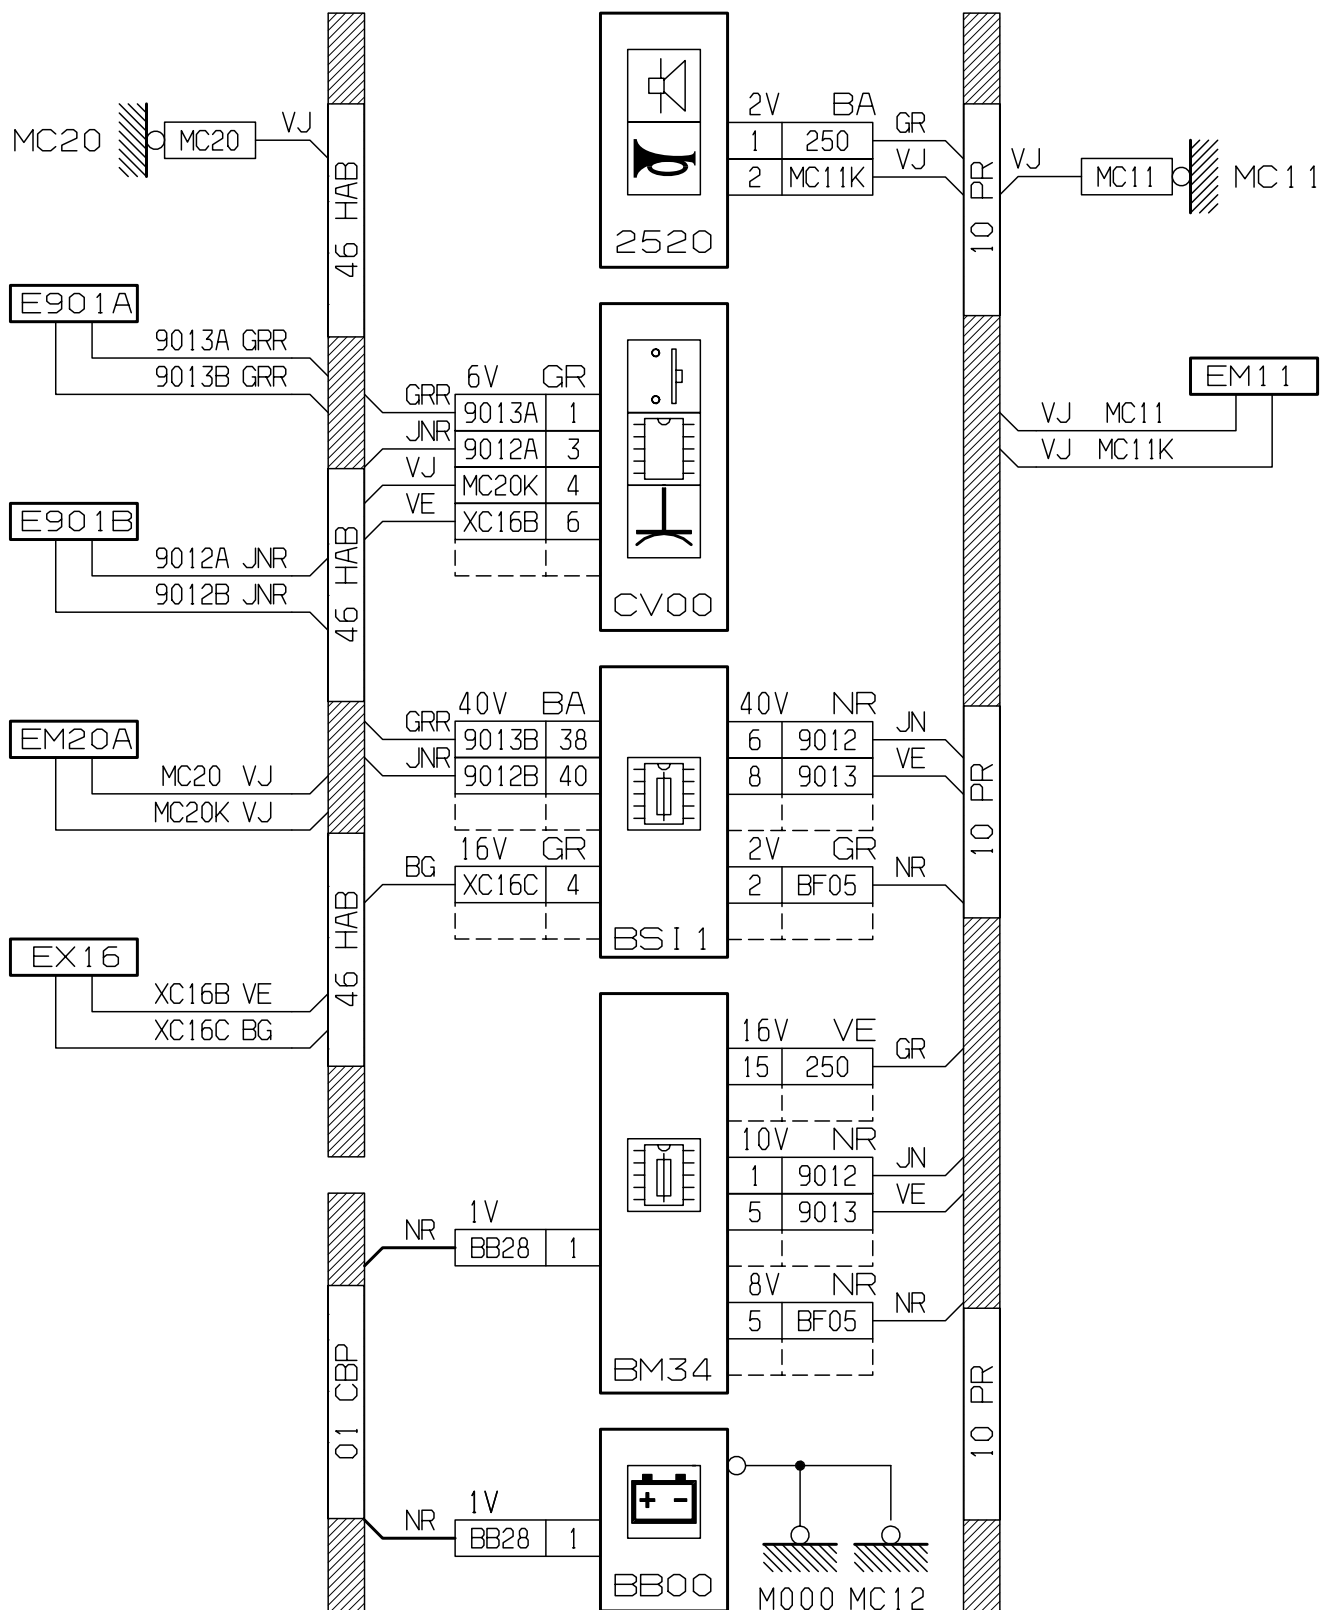 2V BA
MC20 MC20 VJ
1 250 GR
2 MC11K VJ
VJ MC11 MC11
46 HAB
10 PR
2520
E901A
9013A GRR
9013B GRR
6V GR
GRR 9013A 1
JNR 9012A 3
VJ MC20K 4
VE XC16B 6
CV00
EM11
VJ MC11
VJ MC11K
E901B
9012A JNR
9012B JNR
46 HAB
40V BA
GRR 9013B 38
JNR 9012B 40
16V GR
BG XC16C 4
BSI1
40V NR
6 9012 JN
8 9013 VE
2V GR
2 BF05 NR
10 PR
EM20A
MC20 VJ
MC20K VJ
46 HAB
EX16
XC16B VE
XC16C BG
16V VE
15 250 GR
10V NR
1 9012 JN
5 9013 VE
8V NR
5 BF05 NR
1V
NR BB28 1
BM34
01 CBP
10 PR
1V
NR BB28 1
BB00
+ -
M000 MC12